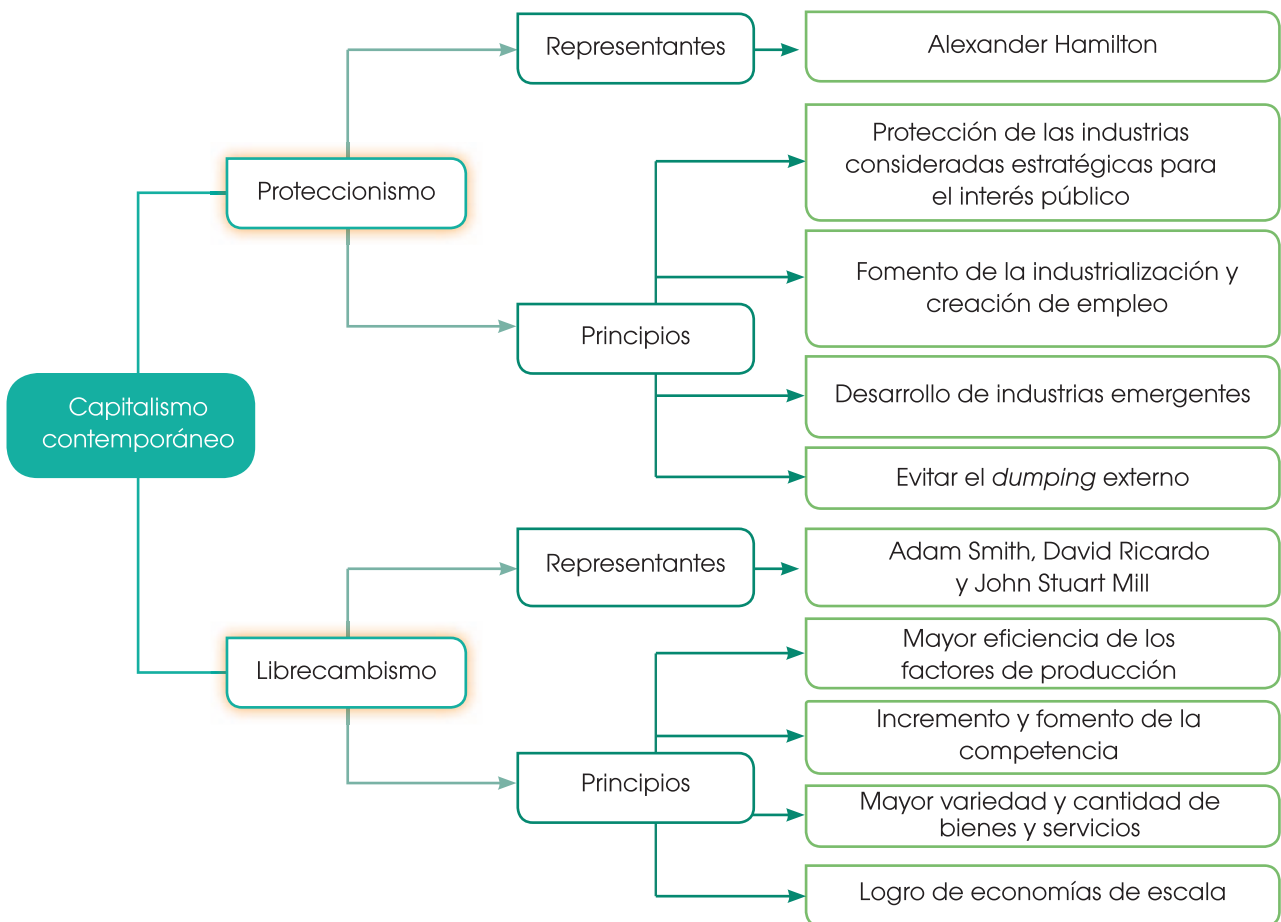 Capitalismo
contemporáneo
Proteccionismo
Representantes
Alexander Hamilton
Principios
Protección de las industrias
consideradas estratégicas para
el interés público
Fomento de la industrialización y
creación de empleo
Desarrollo de industrias emergentes
Evitar el dumping externo
Librecambismo
Representantes
Adam Smith, David Ricardo
y John Stuart Mill
Principios
Mayor eficiencia de los
factores de producción
Incremento y fomento de la
competencia
Mayor variedad y cantidad de
bienes y servicios
Logro de economías de escala